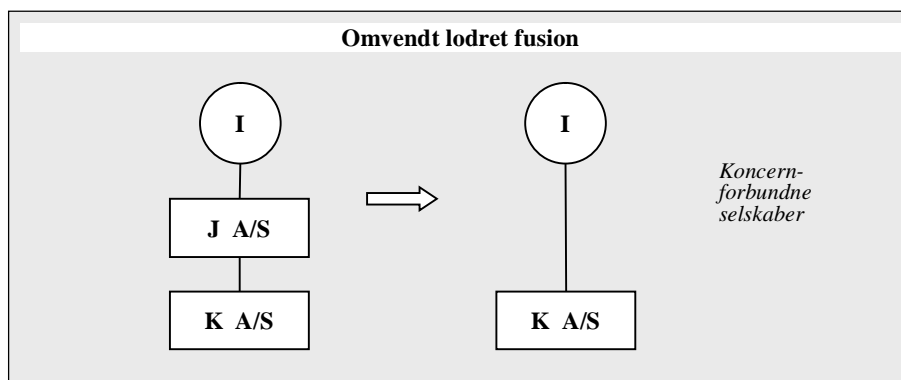 Omvendt lodret fusion
I
I
Koncern-
forbundne
selskaber
J A/S
K A/S
K A/S